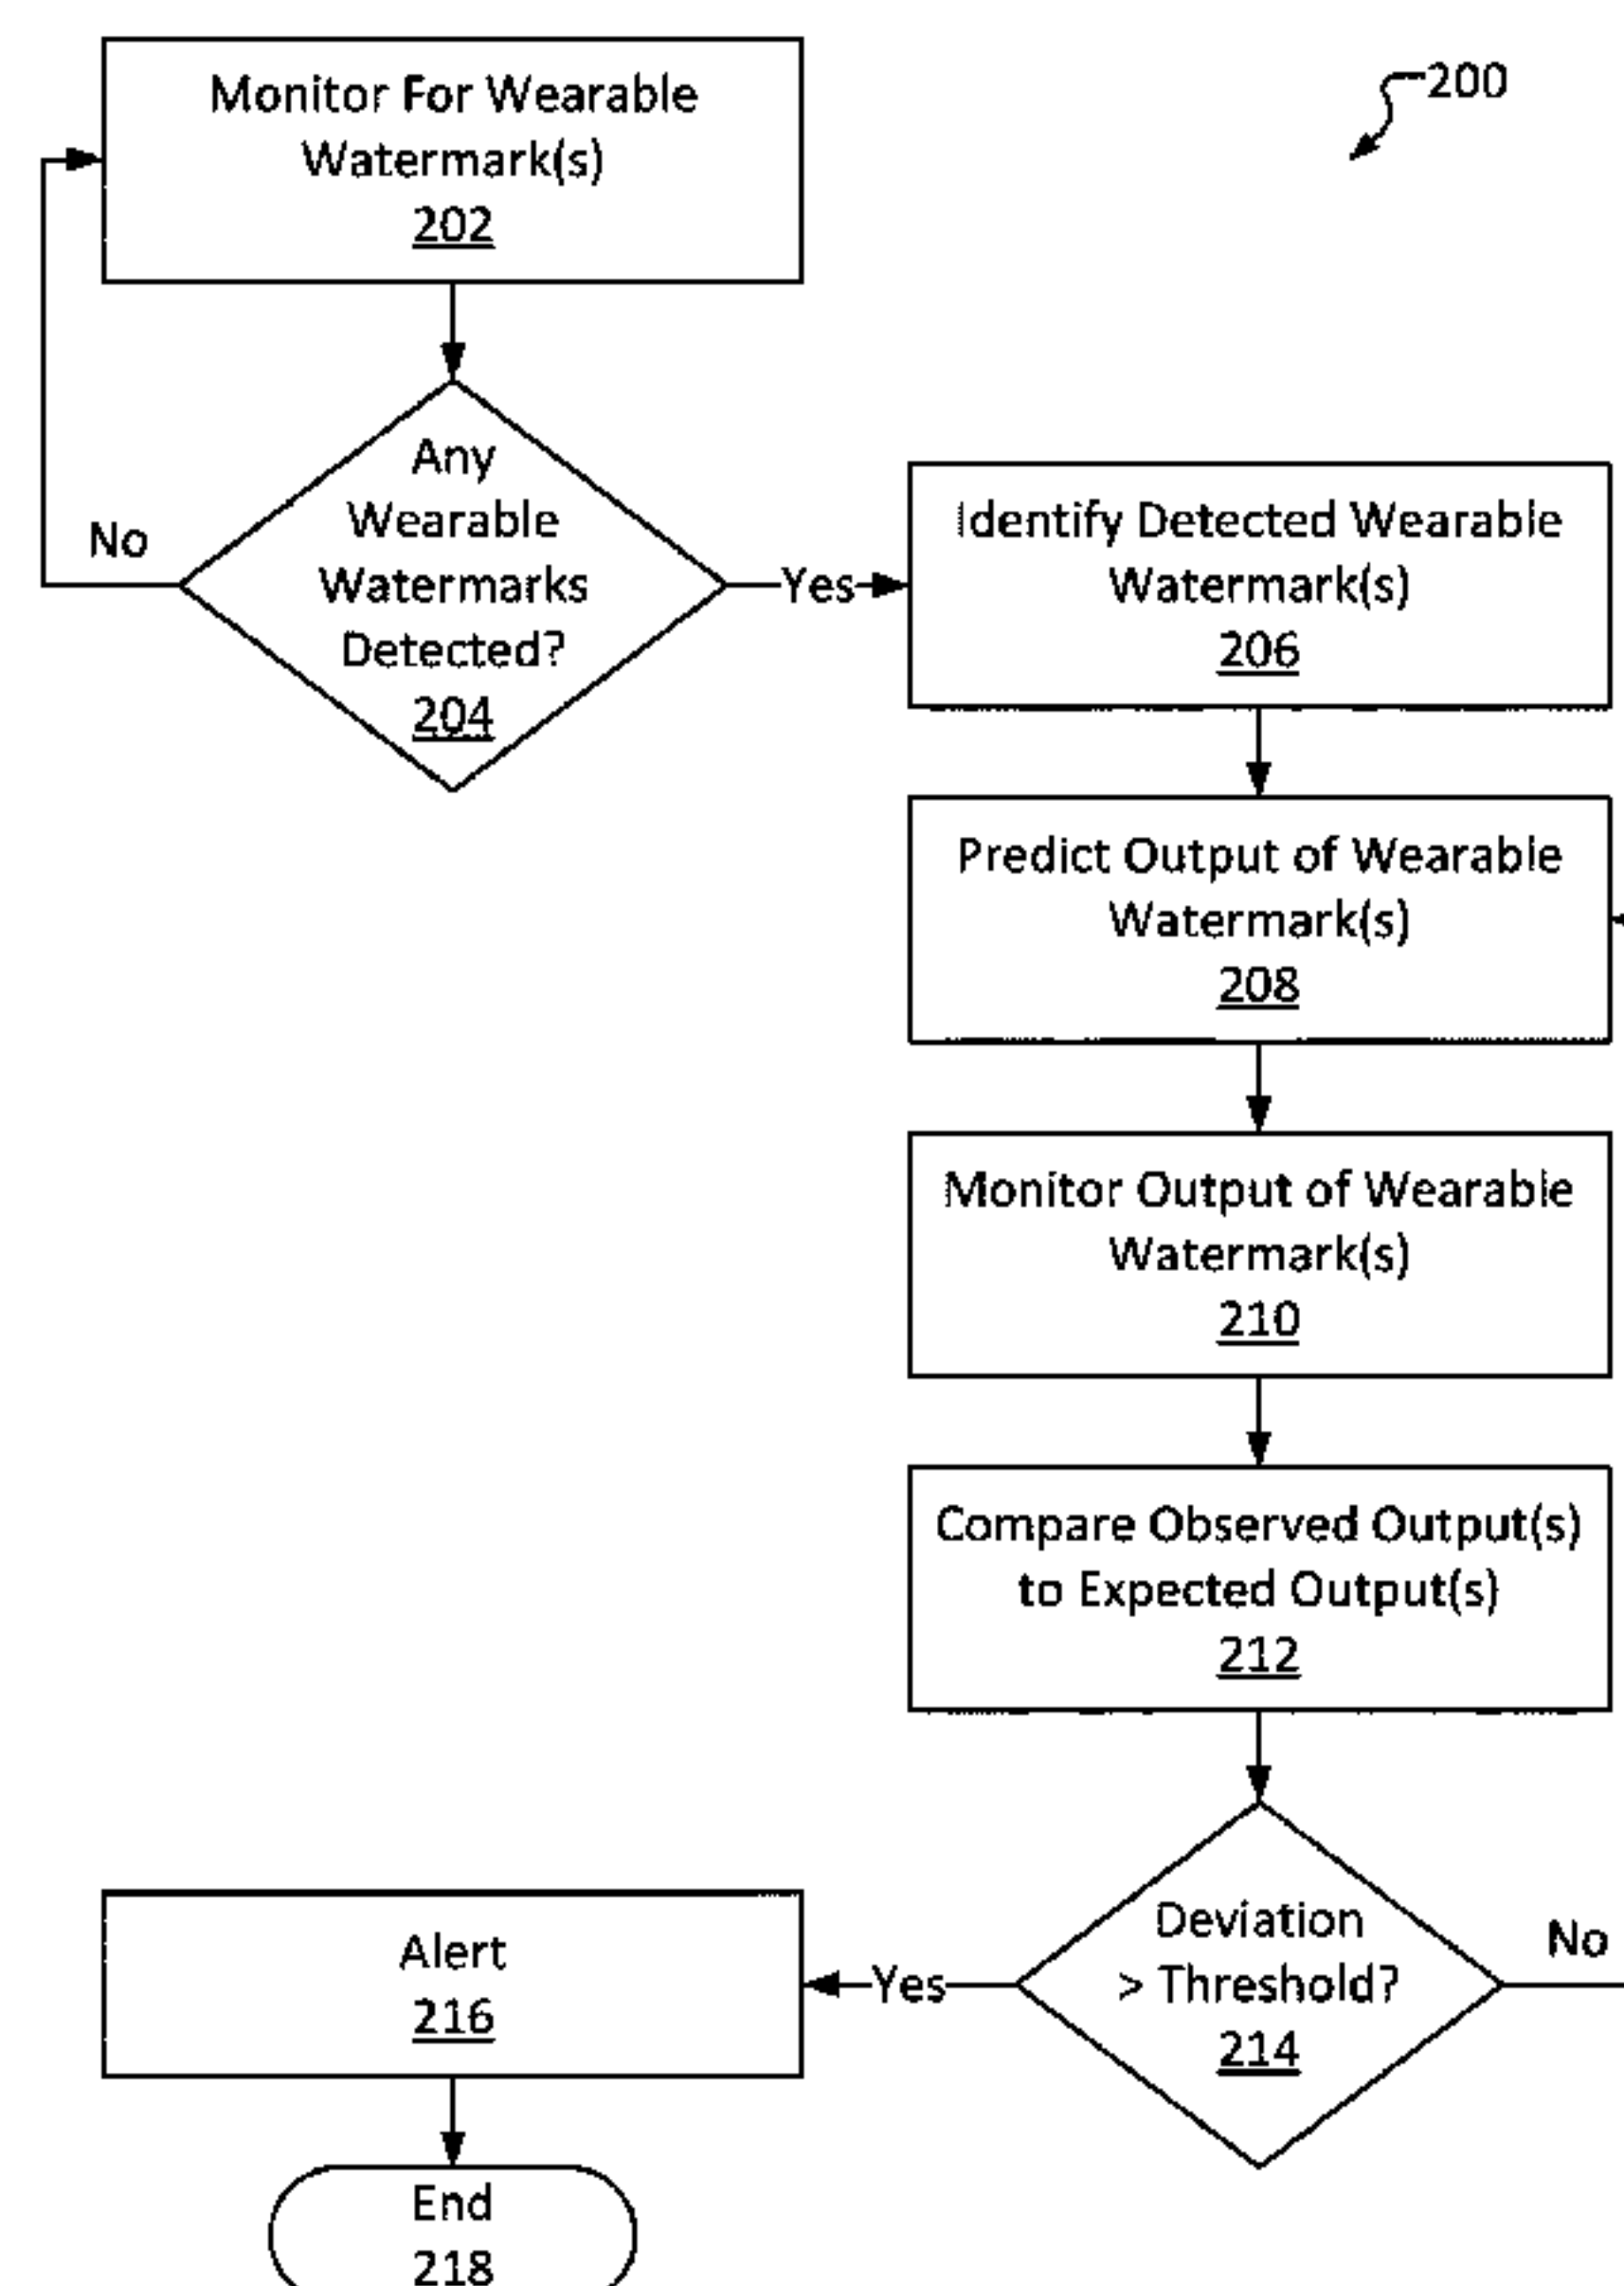 200
Monitor For Wearable
Watermark(s)
202
Any
Wearable
Watermarks
Detected?
204
No
Yes
Identify Detected Wearable
Watermark(s)
206
Predict Output of Wearable
Watermark(s)
208
Monitor Output of Wearable
Watermark(s)
210
Compare Observed Output(s)
to Expected Output(s)
212
Deviation
> Threshold?
214
No
Yes
Alert
216
End
218